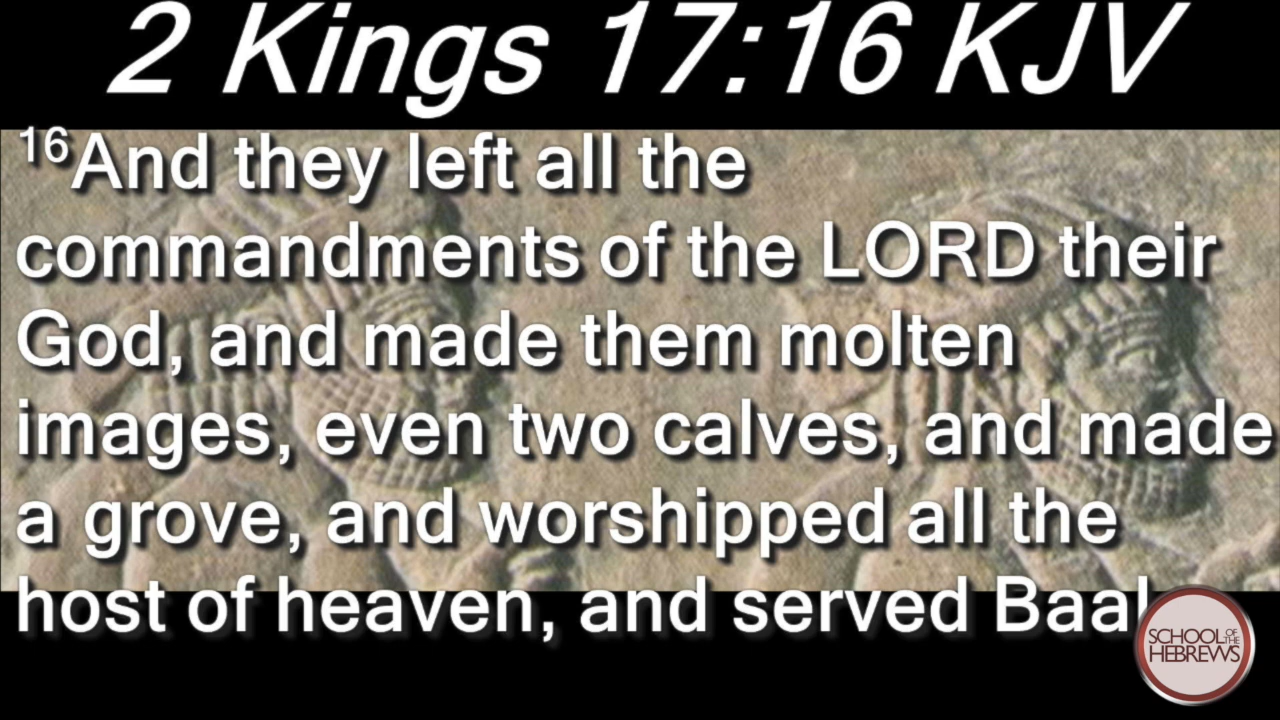 2 Kings 17:16 KJV
16And they left all the
commandments of the LORD their
God, and made them molten
images, even two calves, and made
a grove, and worshipped all the
host of heaven, and served Baal
SCHOOL OF THE
HEBREWS